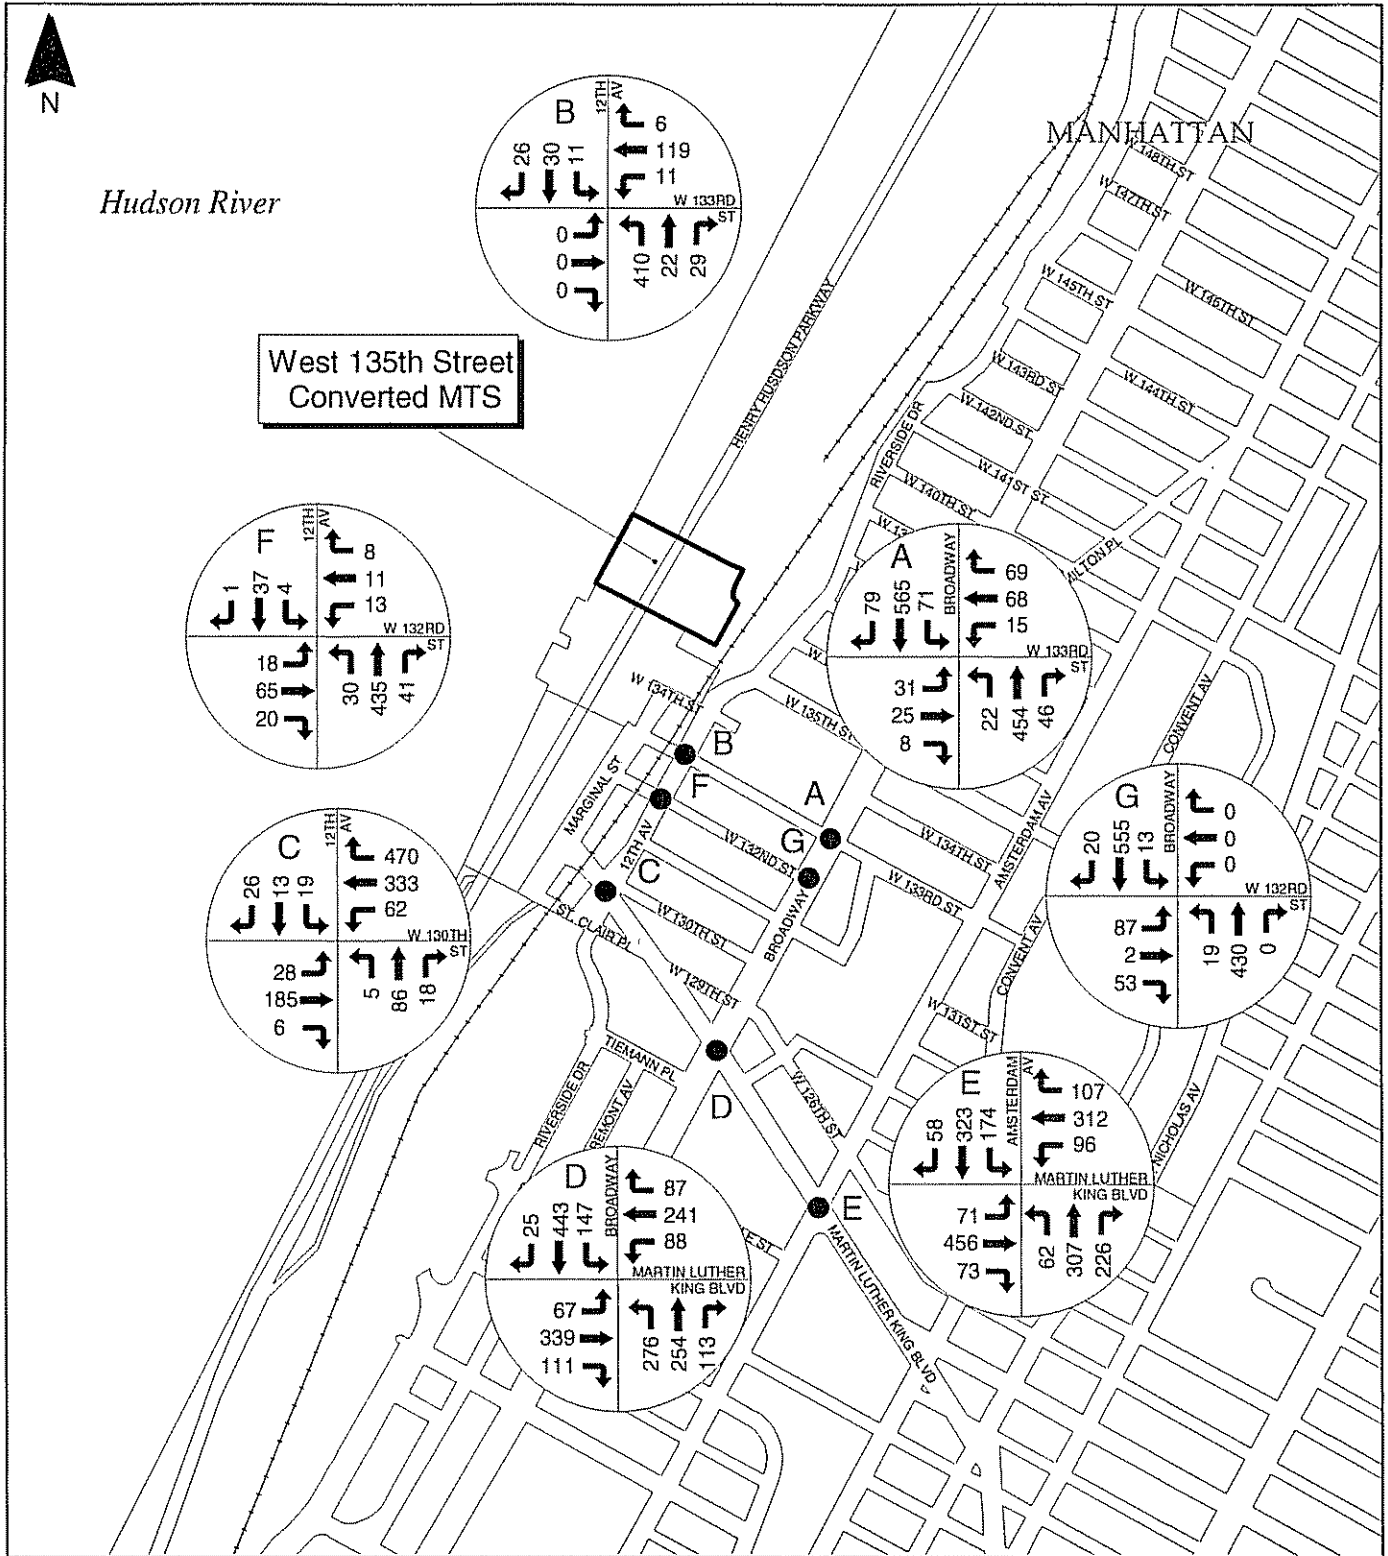 N
Hudson River
MANHATTAN
West 135th Street
Converted MTS
HENRY HUSDSON PARKWAY
B
12TH
AV
26
30
11
6
119
11
W 133RD
ST
0
0
0
410
22
29
W 148TH ST
W 147TH ST
W 145TH ST
W 146TH ST
W 143RD ST
W 144TH ST
W 142ND ST
W 141ST ST
W 140TH ST
RIVERSIDE DR
F
12TH
AV
1
37
4
8
11
13
W 132RD
ST
18
65
20
30
435
41
W 13
MILTON PL
A
BROADWAY
79
565
71
69
68
15
W 133RD
ST
31
25
8
22
454
46
W
W 134TH ST
W 135TH ST
CONVENT AV
B
F
A
G
C
MARGINAL ST
12TH AV
W 132ND ST
W 134TH ST
W 133RD ST
AMSTERDAM AV
CONVENT AV
BROADWAY
G
BROADWAY
20
555
13
0
0
0
W 132RD
ST
87
2
53
19
430
0
C
12TH
AV
26
13
19
470
333
62
W 130TH
ST
28
185
6
5
86
18
ST. CLAIR PL
W 130TH ST
W 129TH ST
W 131ST ST
TIEMANN PL
W 126TH ST
RIVERSIDE DR
REMONT AV
D
E
AMSTERDAM
AV
58
323
174
107
312
96
MARTIN LUTHER
KING BLVD
71
456
73
62
307
226
NICHOLAS AV
D
BROADWAY
25
443
147
87
241
88
MARTIN LUTHER
KING BLVD
67
339
111
276
254
113
E ST
E
MARTIN LUTHER KING BLVD